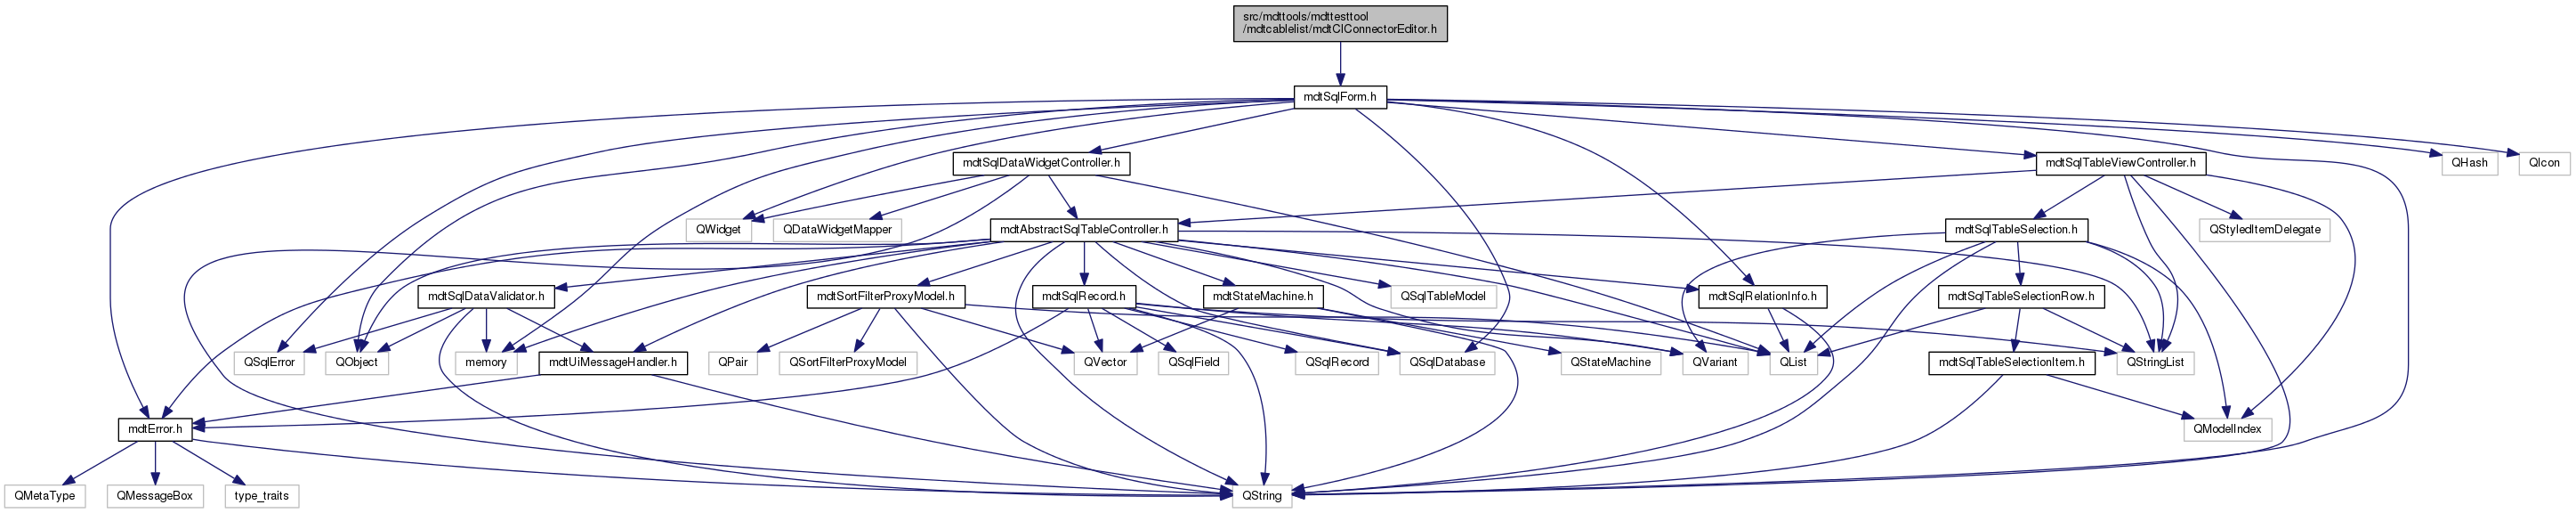 src/mdttools/mdttesttool
/mdtcablelist/mdtClConnectorEditor.h
mdtSqlForm.h
mdtSqlDataWidgetController.h
mdtSqlTableViewController.h
QHash
QIcon
QWidget
QDataWidgetMapper
mdtAbstractSqlTableController.h
mdtSqlTableSelection.h
QStyledItemDelegate
mdtSqlDataValidator.h
mdtSortFilterProxyModel.h
mdtSqlRecord.h
mdtStateMachine.h
QSqlTableModel
mdtSqlRelationInfo.h
mdtSqlTableSelectionRow.h
QSqlError
QObject
memory
mdtUiMessageHandler.h
QPair
QSortFilterProxyModel
QVector
QSqlField
QSqlRecord
QSqlDatabase
QStateMachine
QVariant
QList
mdtSqlTableSelectionItem.h
QStringList
mdtError.h
QModelIndex
QMetaType
QMessageBox
type_traits
QString